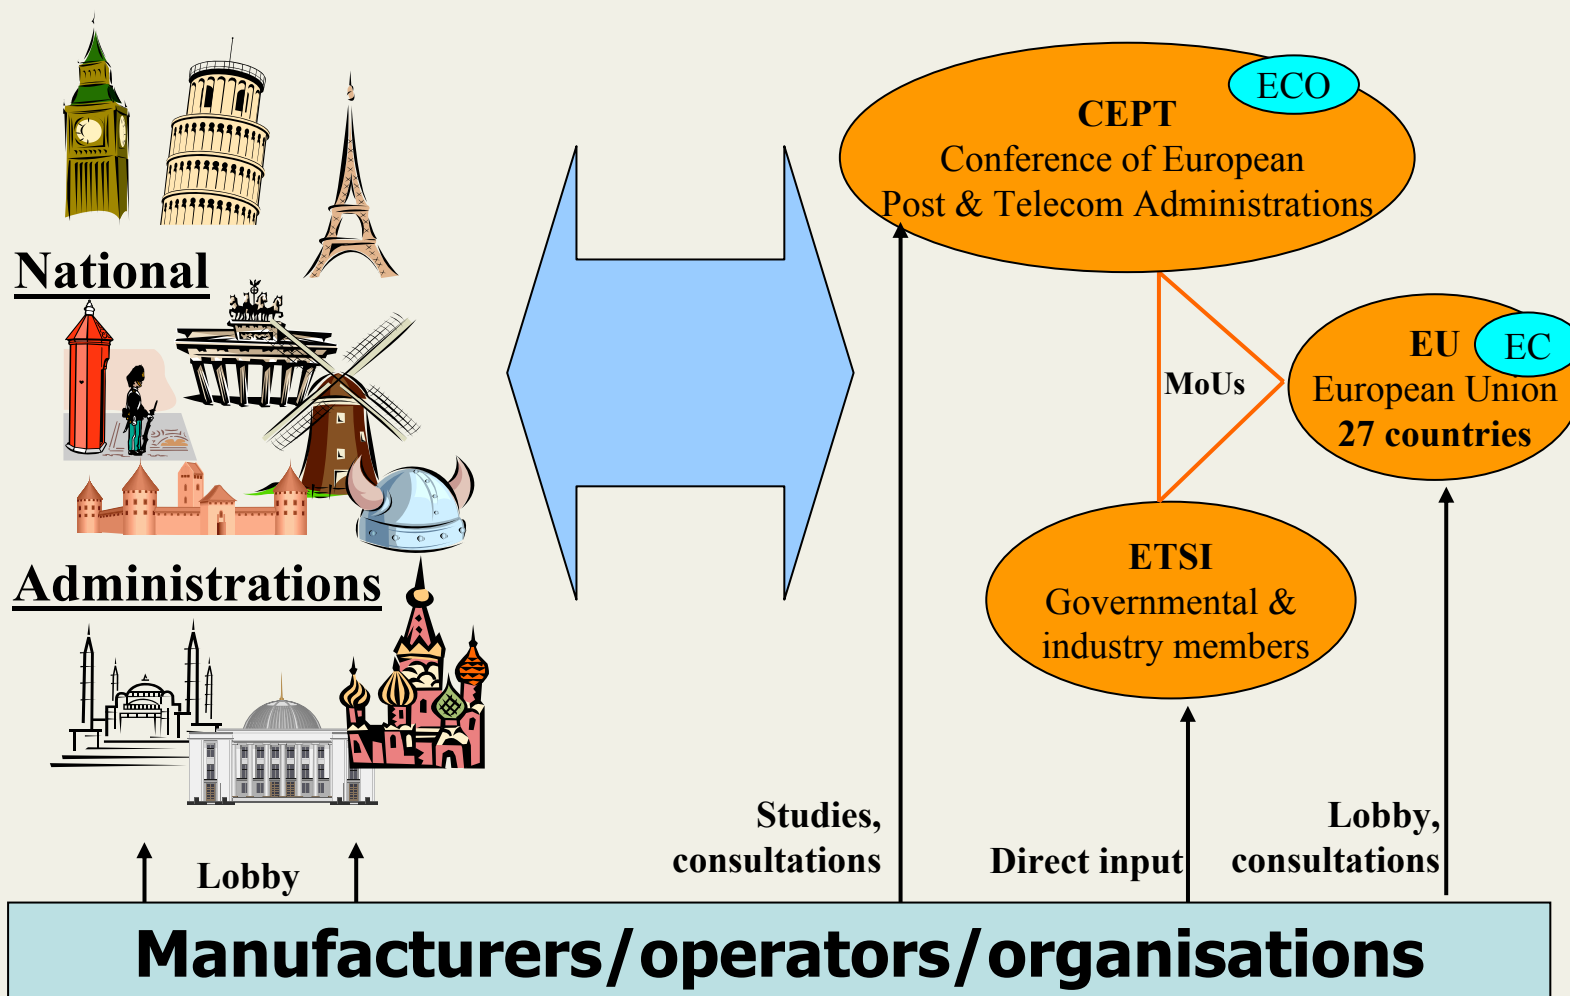 National
Administrations
Lobby
ECO
CEPT
Conference of European
Post & Telecom Administrations
MoUs
EU
EC
European Union
27 countries
ETSI
Governmental &
industry members
Studies,
consultations
Direct input
Lobby,
consultations
Manufacturers/operators/organisations